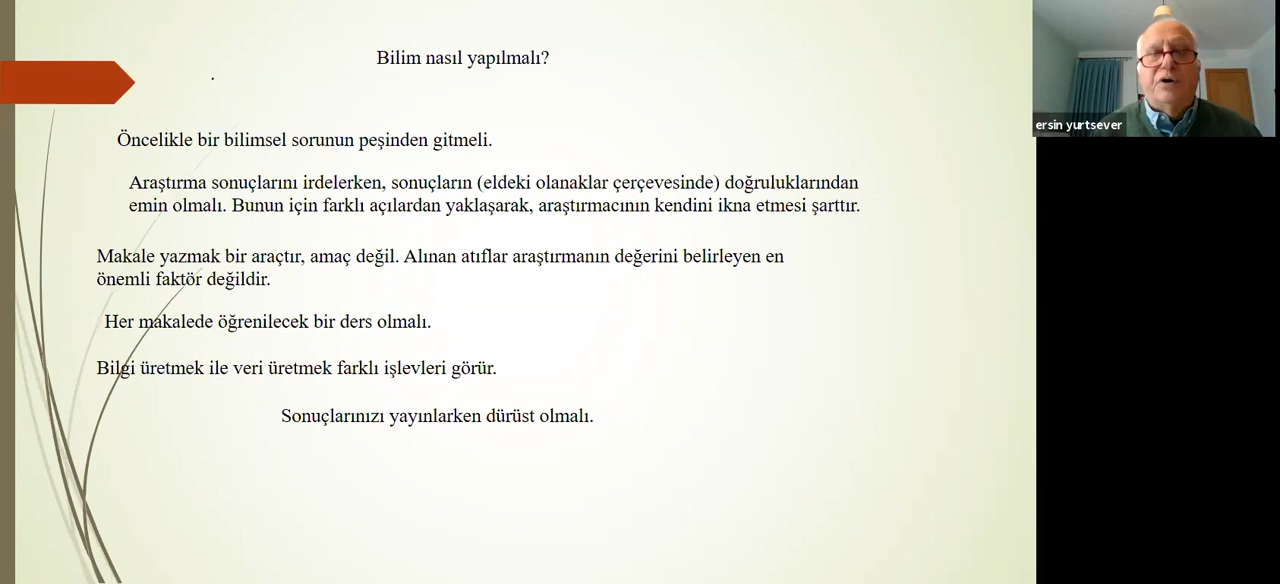 Bilim nasıl yapılmalı?
ersin yurtsever
Öncelikle bir bilimsel sorunun peşinden gitmeli.
Araştırma sonuçlarını irdelerken, sonuçların (eldeki olanaklar çerçevesinde) doğruluklarından
emin olmalı. Bunun için farklı açılardan yaklaşarak, araştırmacının kendini ikna etmesi şarttır.
Makale yazmak bir araçtır, amaç değil. Alınan atıflar araştırmanın değerini belirleyen en
önemli faktör değildir.
Her makalede öğrenilecek bir ders olmalı.
Bilgi üretmek ile veri üretmek farklı işlevleri görür.
Sonuçlarınızı yayınlarken dürüst olmalı.